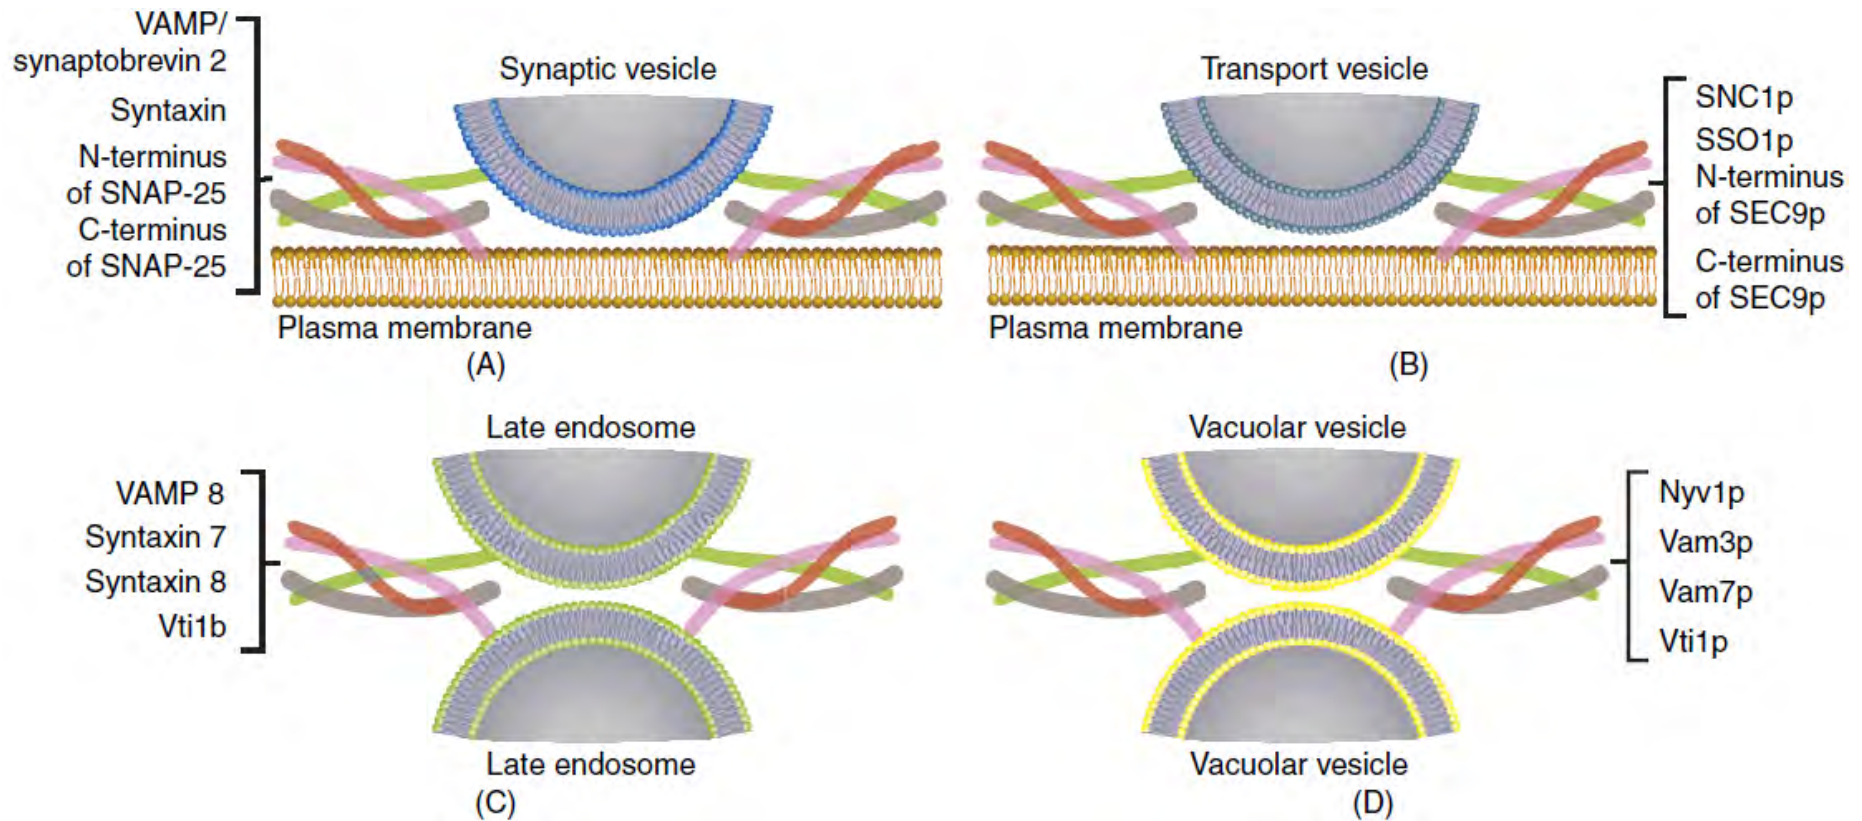 VAMP/
synaptobrevin 2
Syntaxin
N-terminus
of SNAP-25
C-terminus
of SNAP-25
Synaptic vesicle
Plasma membrane
(A)
Transport vesicle
SNC1p
SSO1p
N-terminus
of SEC9p
C-terminus
of SEC9p
Plasma membrane
(B)
Late endosome
VAMP 8
Syntaxin 7
Syntaxin 8
Vti1b
Late endosome
(C)
Vacuolar vesicle
Nyv1p
Vam3p
Vam7p
Vti1p
Vacuolar vesicle
(D)